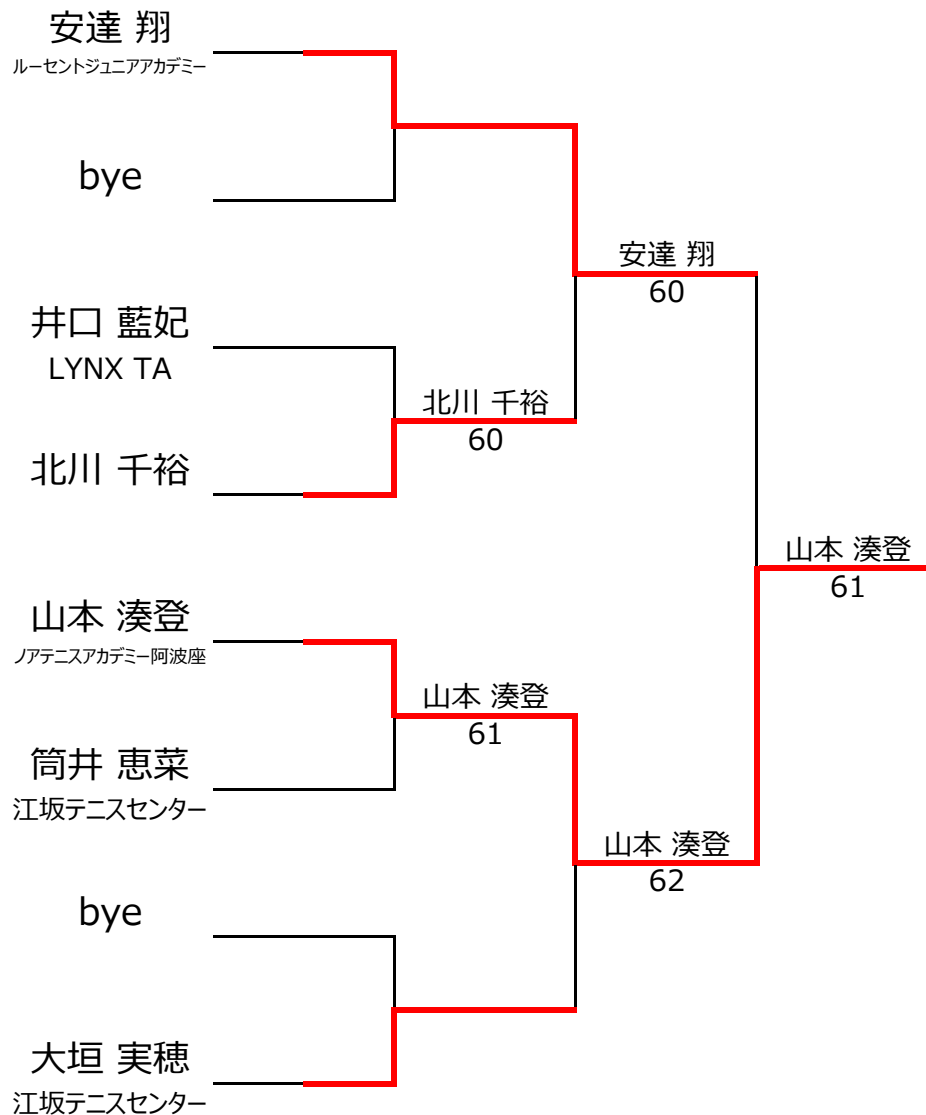 安達 翔
ルーセントジュニアアカデミー
bye
安達 翔
60
井口 藍妃
LYNX TA
北川 千裕
60
北川 千裕
山本 湊登
61
山本 湊登
ノアテニスアカデミー阿波座
山本 湊登
61
筒井 恵菜
江坂テニスセンター
山本 湊登
62
bye
大垣 実穂
江坂テニスセンター